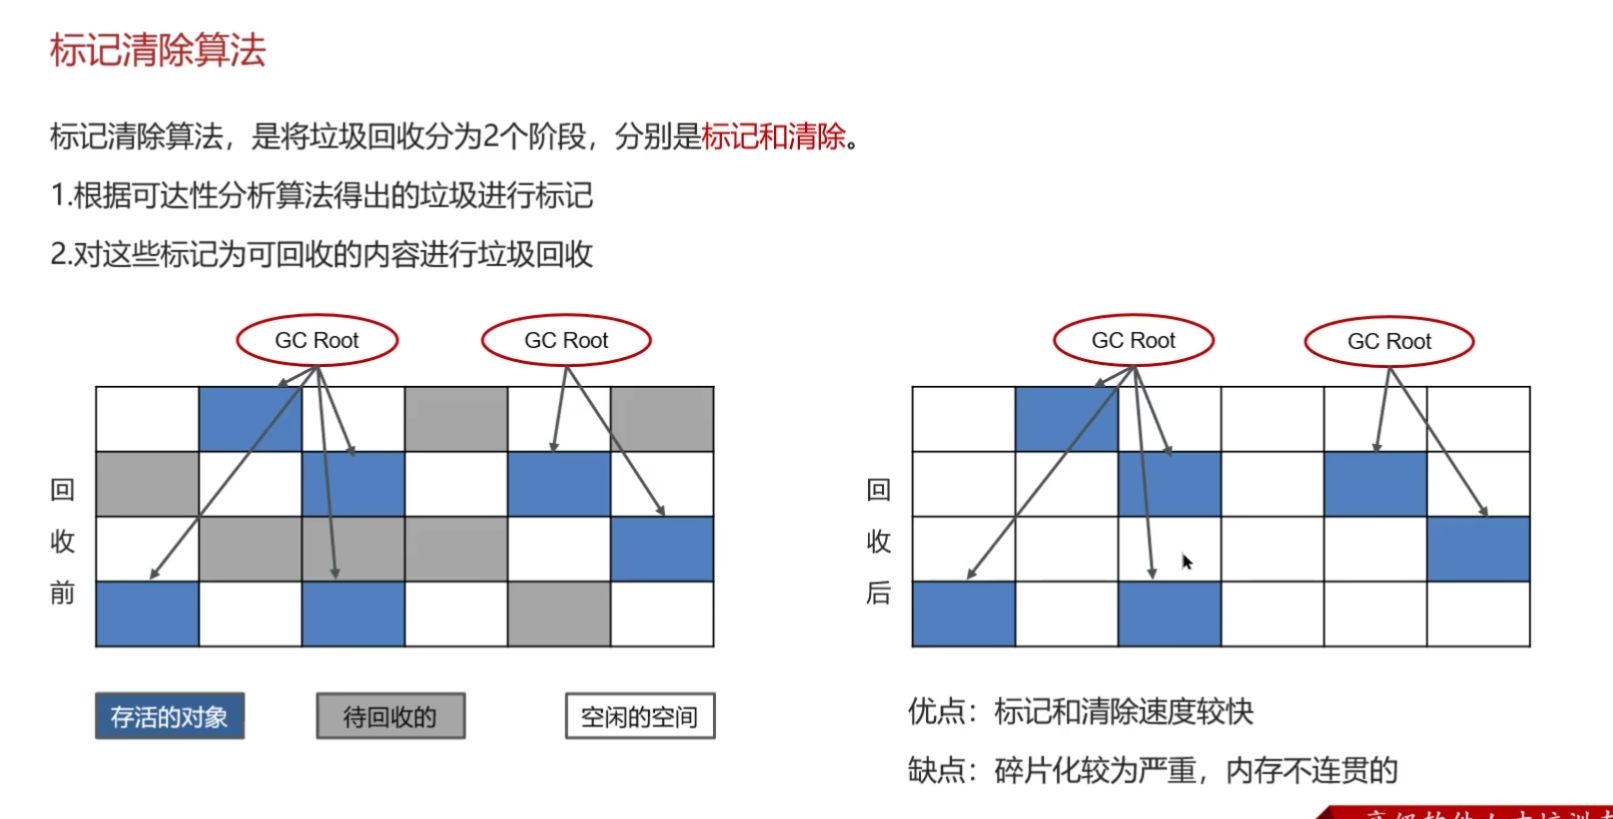 标记清除算法
标记清除算法，是将垃圾回收分为2个阶段，分别是标记和清除。
1.根据可达性分析算法得出的垃圾进行标记
2.对这些标记为可回收的内容进行垃圾回收
GC Root
GC Root
回收前
存活的对象
待回收的
空闲的空间
GC Root
GC Root
回收后
优点：标记和清除速度较快
缺点：碎片化较为严重，内存不连贯的